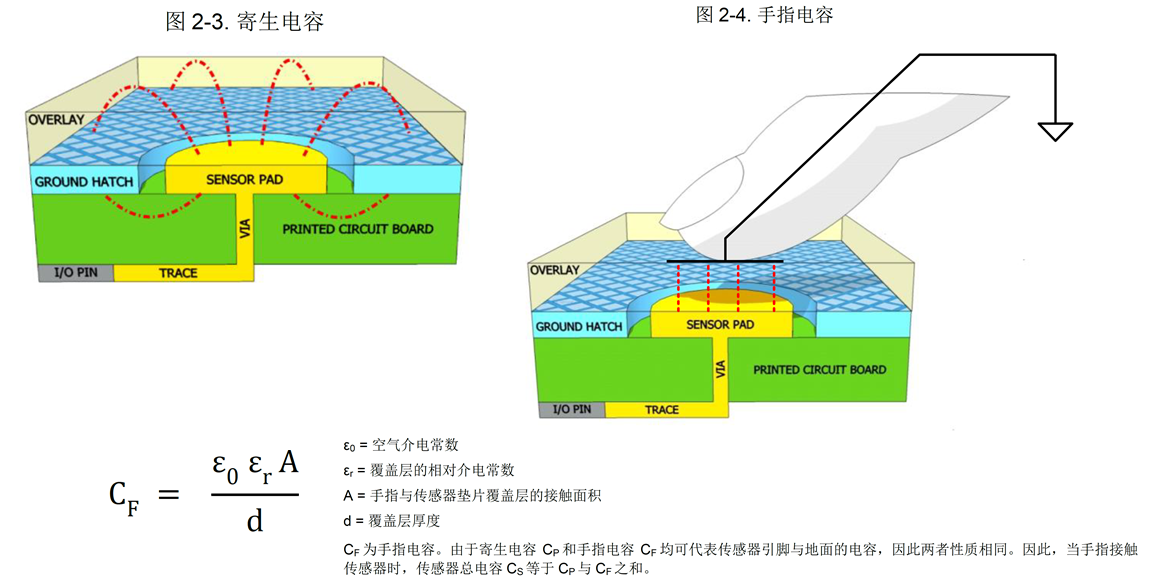 图 2-3. 寄生电容
OVERLAY
GROUND HATCH
SENSOR PAD
VIA
PRINTED CIRCUIT BOARD
I/O PIN
TRACE
图 2-4. 手指电容
OVERLAY
GROUND HATCH
SENSOR PAD
VIA
PRINTED CIRCUIT BOARD
I/O PIN
TRACE
C_F = ε₀ ε_r A / d
ε₀ = 空气介电常数
εᵣ = 覆盖层的相对介电常数
A = 手指与传感器垫片覆盖层的接触面积
d = 覆盖层厚度
C_F 为手指电容。由于寄生电容 C_P 和手指电容 C_F 均可代表传感器引脚与地面的电容，因此两者性质相同。因此，当手指接触
传感器时，传感器总电容 C_S 等于 C_P 与 C_F 之和。